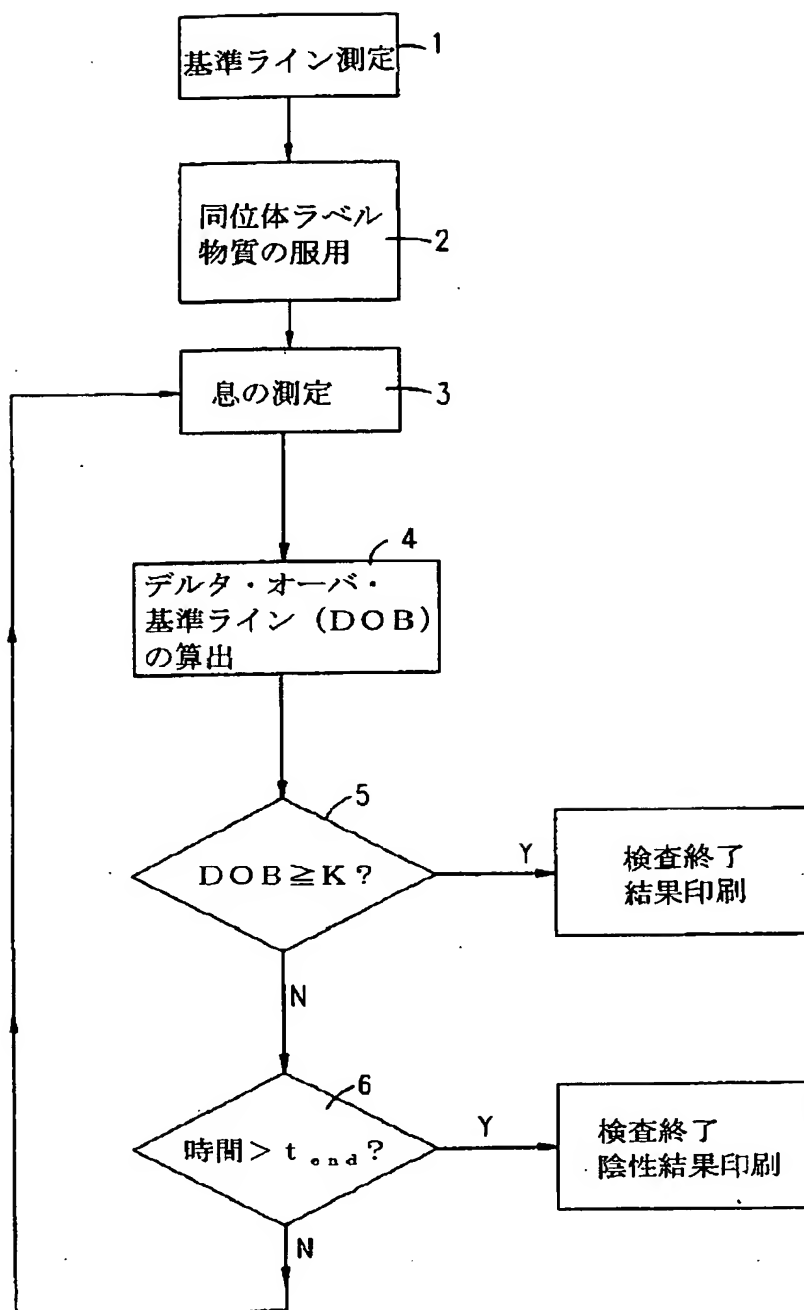 基準ライン測定
1
同位体ラベル
物質の服用
2
息の測定
3
4
デルタ・オーバ・
基準ライン（ＤＯＢ）
の算出
5
ＤＯＢ≧Ｋ？
Y
検査終了
結果印刷
N
6
時間＞ｔend？
Y
検査終了
陰性結果印刷
N